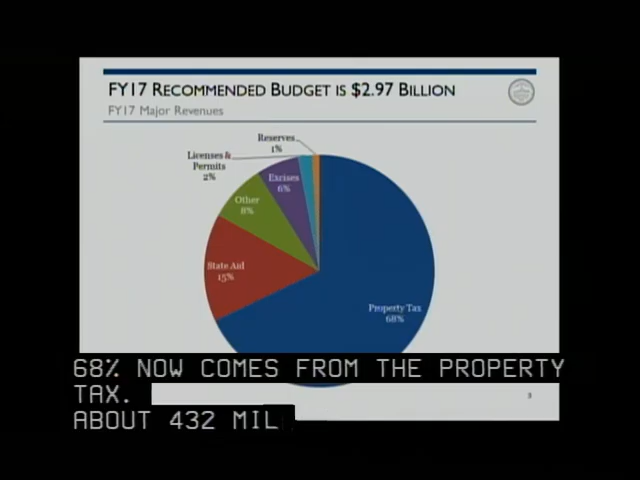 FY17 RECOMMENDED BUDGET IS $2.97 BILLION
FY17 Major Revenues
Reserves
1%
Licenses &
Permits
2%
Excises
6%
Other
8%
State Aid
15%
Property Tax
68%
68% NOW COMES FROM THE PROPERTY
TAX.
ABOUT 432 MIL
3